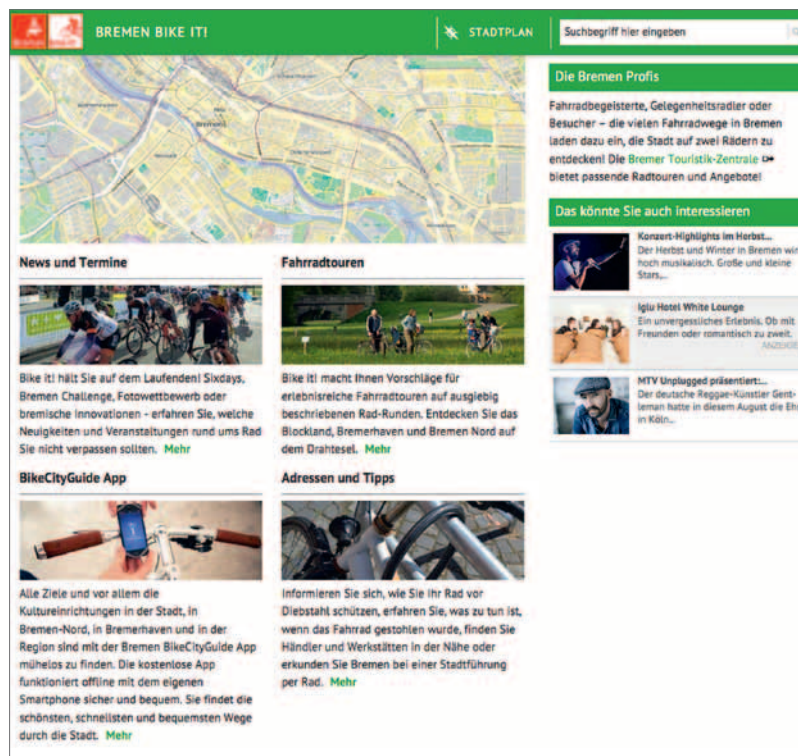 BREMEN BIKE IT!
STADTPLAN
Suchbegriff hier eingeben
Bremen
Die Bremen Profis
Fahrradbegeisterte, Gelegenheitsradler oder
Besucher – die vielen Fahrradwege in Bremen
laden dazu ein, die Stadt auf zwei Rädern zu
entdecken! Die Bremer Touristik-Zentrale
bietet passende Radtouren und Angebote!
Das könnte Sie auch interessieren
Konzert-Highlights im Herbst...
Der Herbst und Winter in Bremen wir
hoch musikalisch. Große und kleine
Stars,...
Iglu Hotel White Lounge
Ein unvergessliches Erlebnis. Ob mit
Freunden oder romantisch zu zweit.
ANZEIGE
MTV Unplugged präsentiert:...
Der deutsche Reggae-Künstler Gent-
leman hatte in diesem August die Eh
in Köln...
News und Termine
Bike it! hält Sie auf dem Laufenden! Sixdays,
Bremen Challenge, Fotowettbewerb oder
bremische Innovationen - erfahren Sie, welche
Neuigkeiten und Veranstaltungen rund ums Rad
Sie nicht verpassen sollten. Mehr
Fahrradtouren
Bike it! macht Ihnen Vorschläge für
erlebnisreiche Fahrradtouren auf ausgiebig
beschriebenen Rad-Runden. Entdecken Sie das
Blockland, Bremerhaven und Bremen Nord auf
dem Drahtesel. Mehr
BikeCityGuide App
Alle Ziele und vor allem die
Kultureinrichtungen in der Stadt, in
Bremen-Nord, in Bremerhaven und in der
Region sind mit der Bremen BikeCityGuide App
mühelos zu finden. Die kostenlose App
funktioniert offline mit dem eigenen
Smartphone sicher und bequem. Sie findet die
schönsten, schnellsten und bequemsten Wege
durch die Stadt. Mehr
Adressen und Tipps
Informieren Sie sich, wie Sie Ihr Rad vor
Diebstahl schützen, erfahren Sie, was zu tun ist,
wenn das Fahrrad gestohlen wurde, finden Sie
Händler und Werkstätten in der Nähe oder
erkunden Sie Bremen bei einer Stadtführung
per Rad. Mehr